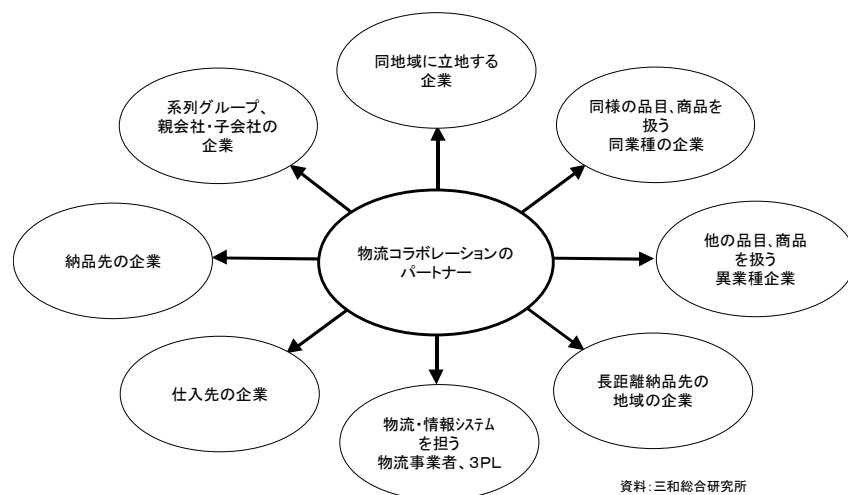 同地域に立地する
企業
系列グループ、
親会社・子会社の
企業
同様の品目、商品を
扱う
同業種の企業
納品先の企業
物流コラボレーションの
パートナー
他の品目、商品
を扱う
異業種企業
仕入先の企業
物流・情報ｼｽﾃﾑ
を担う
物流事業者、３ＰＬ
長距離納品先の
地域の企業
資料：三和総合研究所